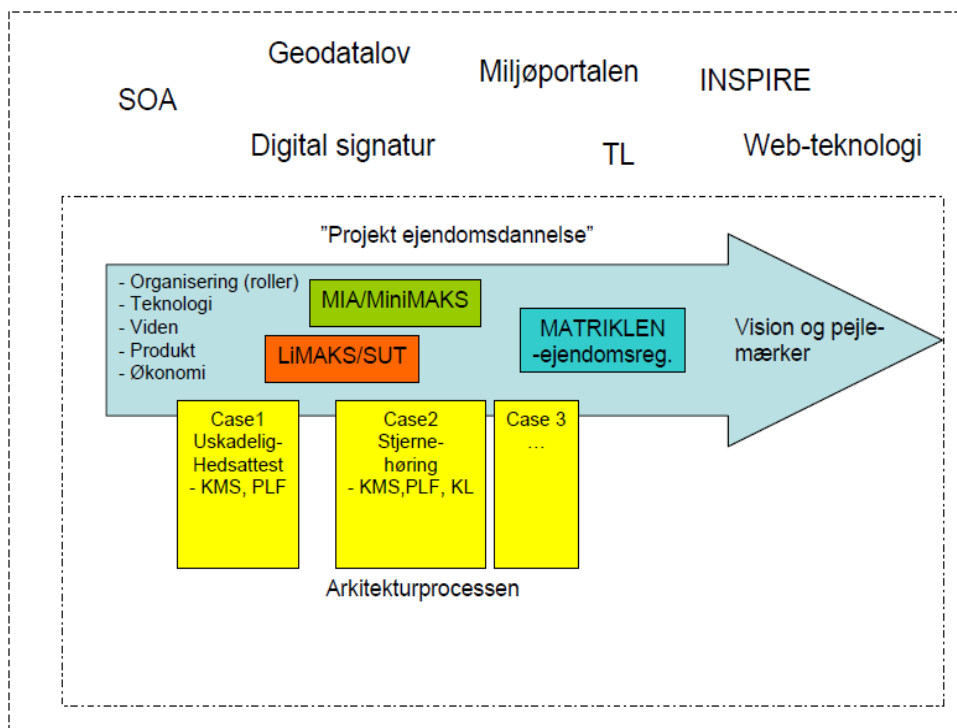 Geodatalov
Miljøportalen
INSPIRE
SOA
Digital signatur
TL
Web-teknologi
"Projekt ejendomsdannelse"
- Organisering (roller)
- Teknologi
- Viden
- Produkt
- Økonomi
MIA/MiniMAKS
LiMAKS/SUT
MATRIKLEN
-ejendomsreg.
Vision og pejle-
mærker
Case1
Uskadelig-
Hedsattest
- KMS, PLF
Case2
Stjerne-
høring
- KMS,PLF, KL
Case 3
...
Arkitekturprocessen